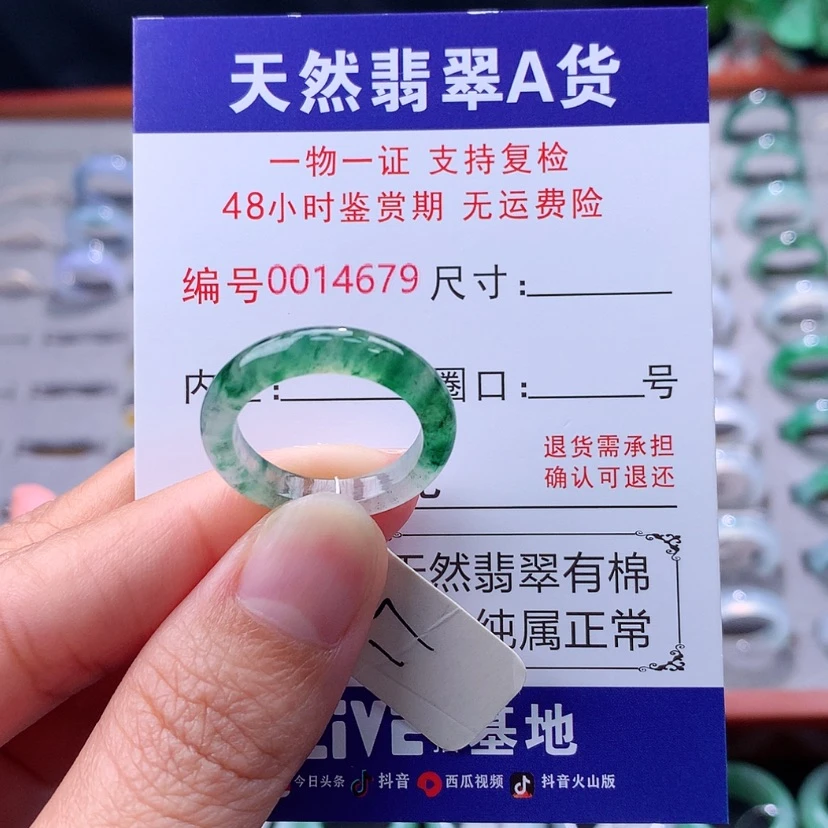 天然翡翠A货
一物一证 支持复检
48小时鉴赏期 无运费险
编号0014679 尺寸:
内 : 圈口: 号
退货需承担
确认可退还
天然翡翠有棉
纯属正常
LIVE 基地
今日头条 抖音 西瓜视频 抖音火山版